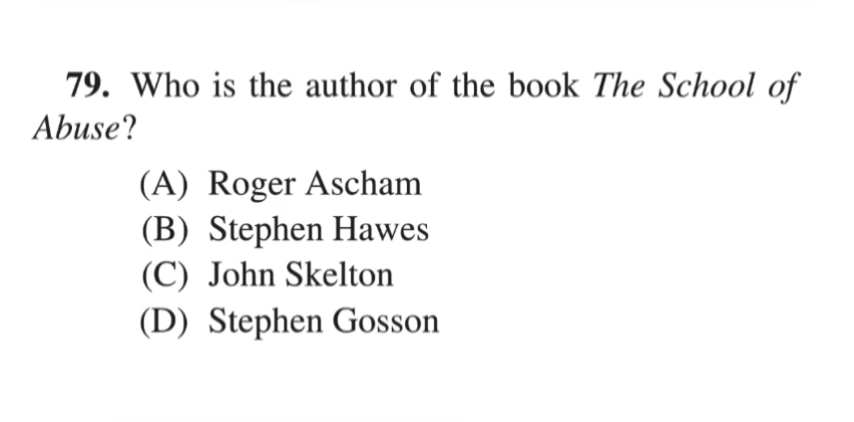 79. Who is the author of the book The School of
Abuse?
(A) Roger Ascham
(B) Stephen Hawes
(C) John Skelton
(D) Stephen Gosson